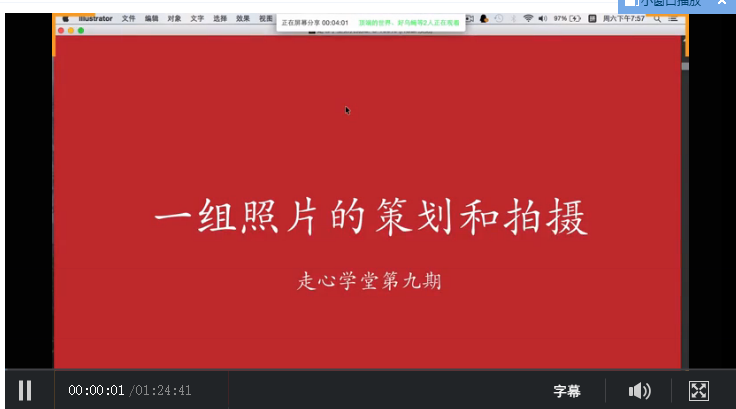 小窗口播放
Illustrator 文件 编辑 对象 文字 选择 效果 视图
正在屏幕分享 00:04:01
97%
周六下午7:57
一组照片的策划和拍摄
走心学堂第九期
00:00:01 /01:24:41
字幕